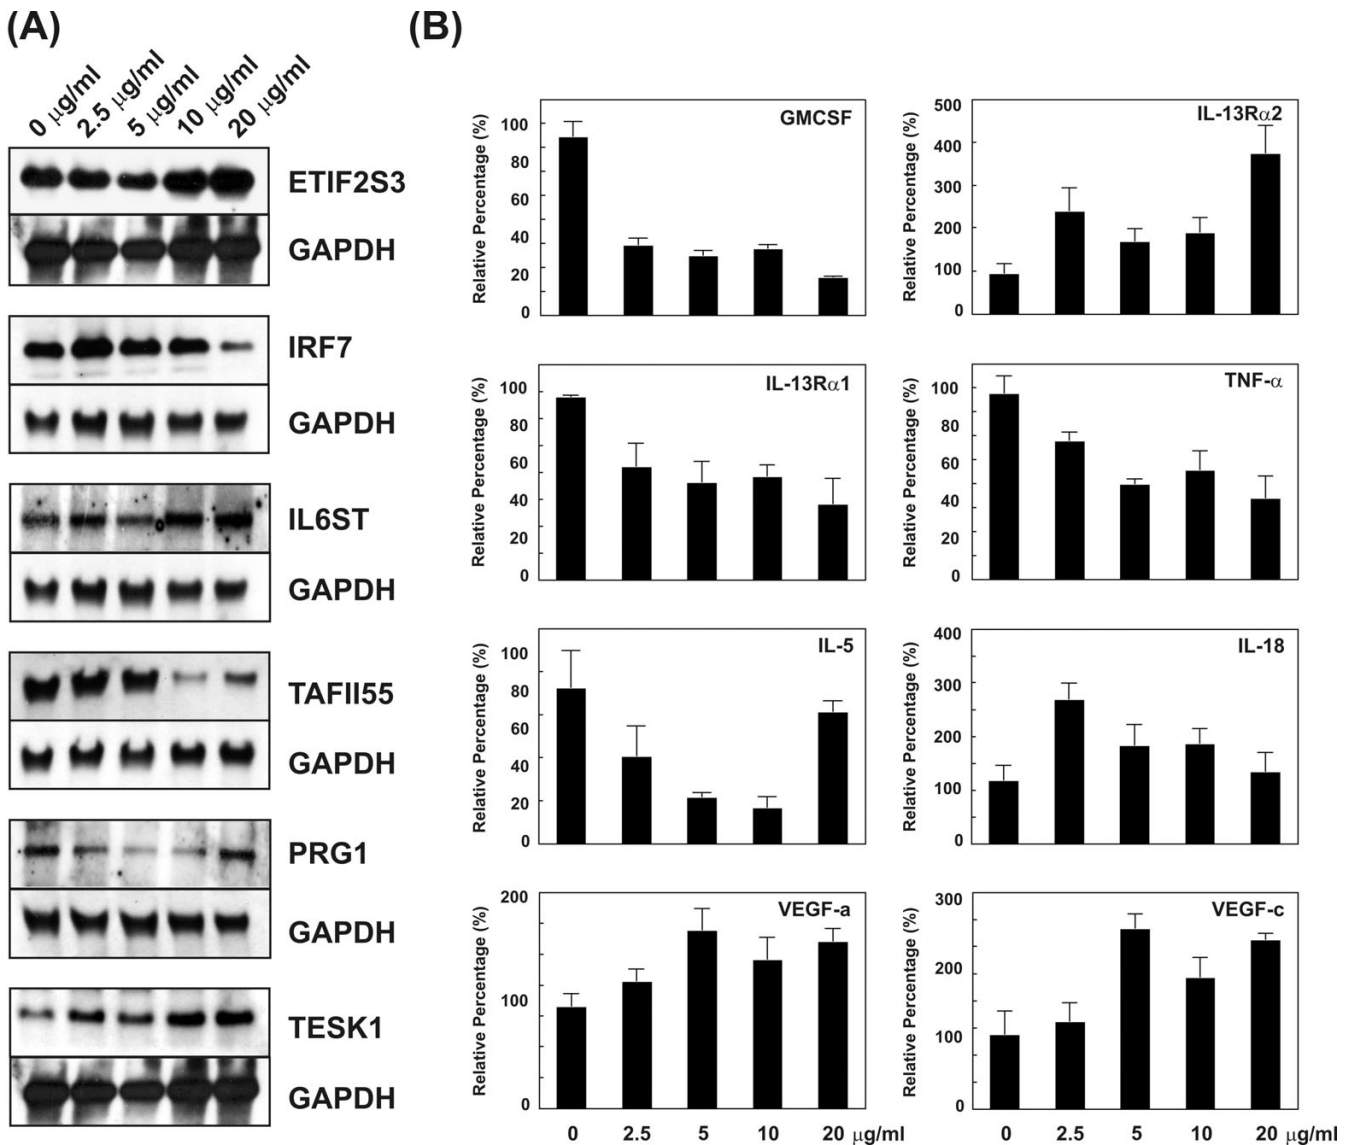 (A)
0 µg/ml
2.5 µg/ml
5 µg/ml
10 µg/ml
20 µg/ml
ETIF2S3
GAPDH
IRF7
GAPDH
IL6ST
GAPDH
TAFII55
GAPDH
PRG1
GAPDH
TESK1
GAPDH
(B)
GMCSF
Relative Percentage (%)
100
80
60
40
20
0
IL-13Rα2
Relative Percentage (%)
500
400
300
200
100
0
IL-13Rα1
Relative Percentage (%)
100
80
60
40
20
0
TNF-α
Relative Percentage (%)
100
80
60
40
20
0
IL-5
Relative Percentage (%)
100
80
60
40
20
0
IL-18
Relative Percentage (%)
400
300
200
100
0
VEGF-a
Relative Percentage (%)
200
100
0
0 2.5 5 10 20 µg/ml
VEGF-c
Relative Percentage (%)
300
200
100
0
0 2.5 5 10 20 µg/ml